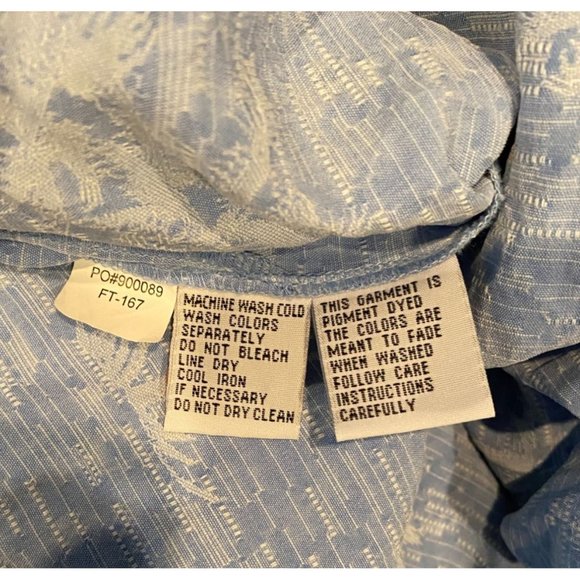 PO#900089
FT-167
MACHINE WASH COLD
WASH COLORS
SEPARATELY
DO NOT BLEACH
LINE DRY
COOL IRON
IF NECESSARY
DO NOT DRY CLEAN
THIS GARMENT IS
PIGMENT DYED
THE COLORS ARE
MEANT TO FADE
WHEN WASHED
FOLLOW CARE
INSTRUCTIONS
CAREFULLY